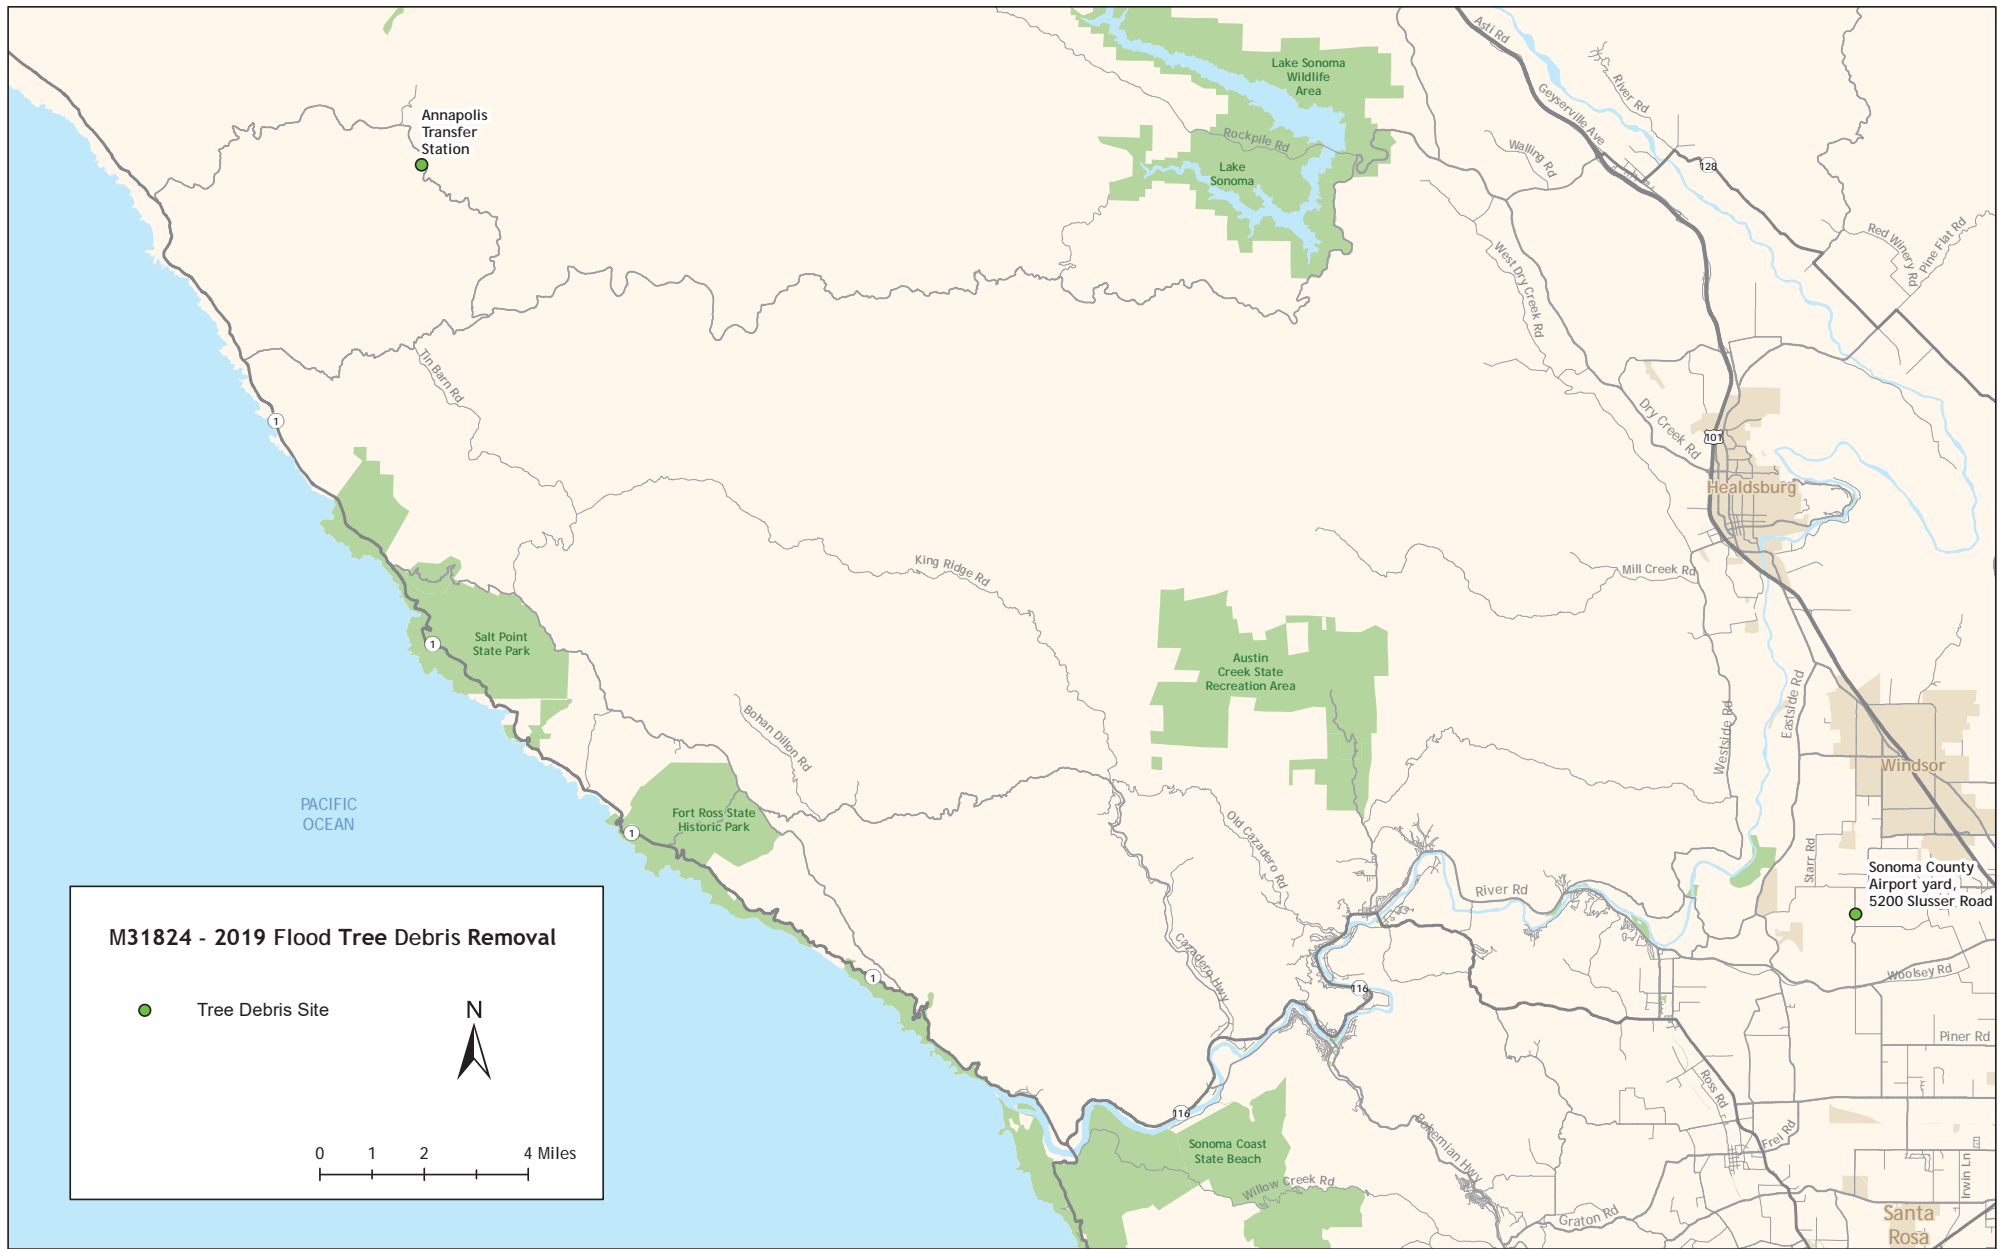 Asti Rd
Lake Sonoma
Wildlife
Area
River Rd
Geyserville Ave
Annapolis
Transfer
Station
Rockpile Rd
Walling Rd
128
Lake
Sonoma
Red Winery Rd
Pine Flat Rd
West Dry Creek Rd
Tin Barn Rd
1
Dry Creek Rd
101
Healdsburg
King Ridge Rd
Mill Creek Rd
Salt Point
State Park
1
Austin
Creek State
Recreation Area
Bohan Dillon Rd
Westside Rd
Eastside Rd
Windsor
PACIFIC
OCEAN
Fort Ross State
Historic Park
1
Old Cazadero Rd
Starr Rd
Sonoma County
Airport yard,
5200 Slusser Road
River Rd
M31824 - 2019 Flood Tree Debris Removal
Cazadero Hwy
1
116
Woolsey Rd
Tree Debris Site
N
Piner Rd
Ross Rd
116
Bohemian Hwy
Frei Rd
Sonoma Coast
State Beach
0 1 2 4 Miles
Willow Creek Rd
Irwin Ln
Graton Rd
Santa
Rosa